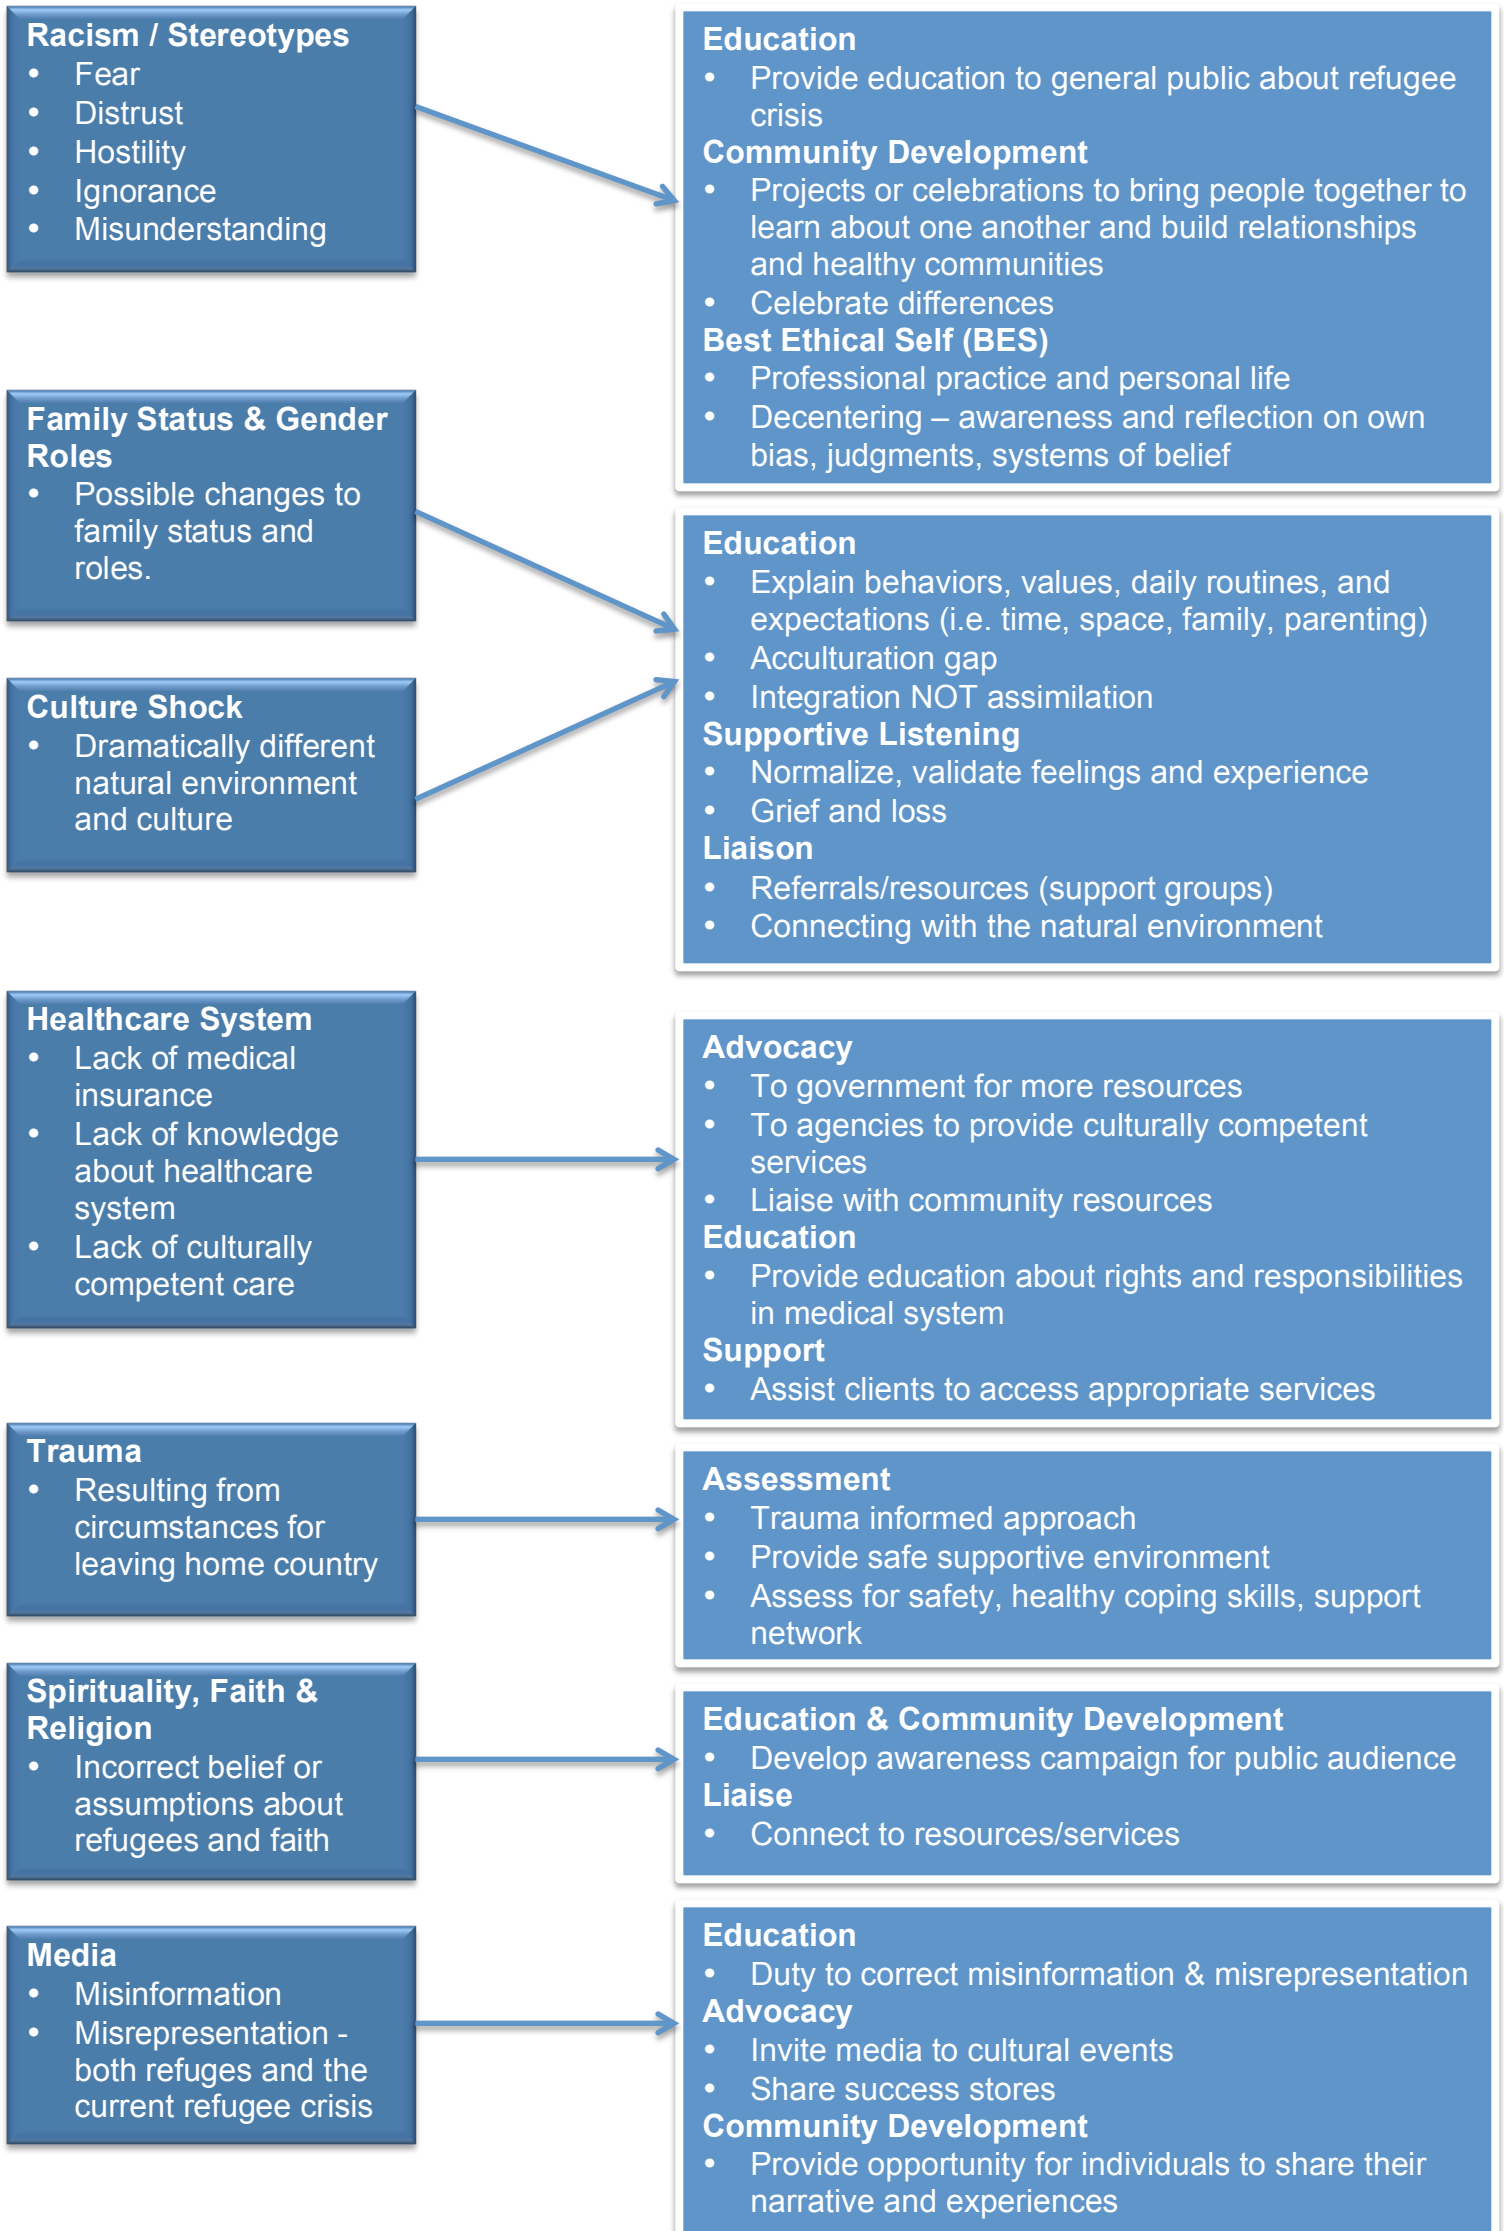 Racism / Stereotypes
• Fear
• Distrust
• Hostility
• Ignorance
• Misunderstanding
Education
• Provide education to general public about refugee
crisis
Community Development
• Projects or celebrations to bring people together to
learn about one another and build relationships
and healthy communities
• Celebrate differences
Best Ethical Self (BES)
• Professional practice and personal life
• Decentering – awareness and reflection on own
bias, judgments, systems of belief
Family Status & Gender
Roles
• Possible changes to
family status and
roles.
Culture Shock
• Dramatically different
natural environment
and culture
Education
• Explain behaviors, values, daily routines, and
expectations (i.e. time, space, family, parenting)
• Acculturation gap
• Integration NOT assimilation
Supportive Listening
• Normalize, validate feelings and experience
• Grief and loss
Liaison
• Referrals/resources (support groups)
• Connecting with the natural environment
Healthcare System
• Lack of medical
insurance
• Lack of knowledge
about healthcare
system
• Lack of culturally
competent care
Advocacy
• To government for more resources
• To agencies to provide culturally competent
services
• Liaise with community resources
Education
• Provide education about rights and responsibilities
in medical system
Support
• Assist clients to access appropriate services
Trauma
• Resulting from
circumstances for
leaving home country
Assessment
• Trauma informed approach
• Provide safe supportive environment
• Assess for safety, healthy coping skills, support
network
Spirituality, Faith &
Religion
• Incorrect belief or
assumptions about
refugees and faith
Education & Community Development
• Develop awareness campaign for public audience
Liaise
• Connect to resources/services
Media
• Misinformation
• Misrepresentation -
both refuges and the
current refugee crisis
Education
• Duty to correct misinformation & misrepresentation
Advocacy
• Invite media to cultural events
• Share success stores
Community Development
• Provide opportunity for individuals to share their
narrative and experiences